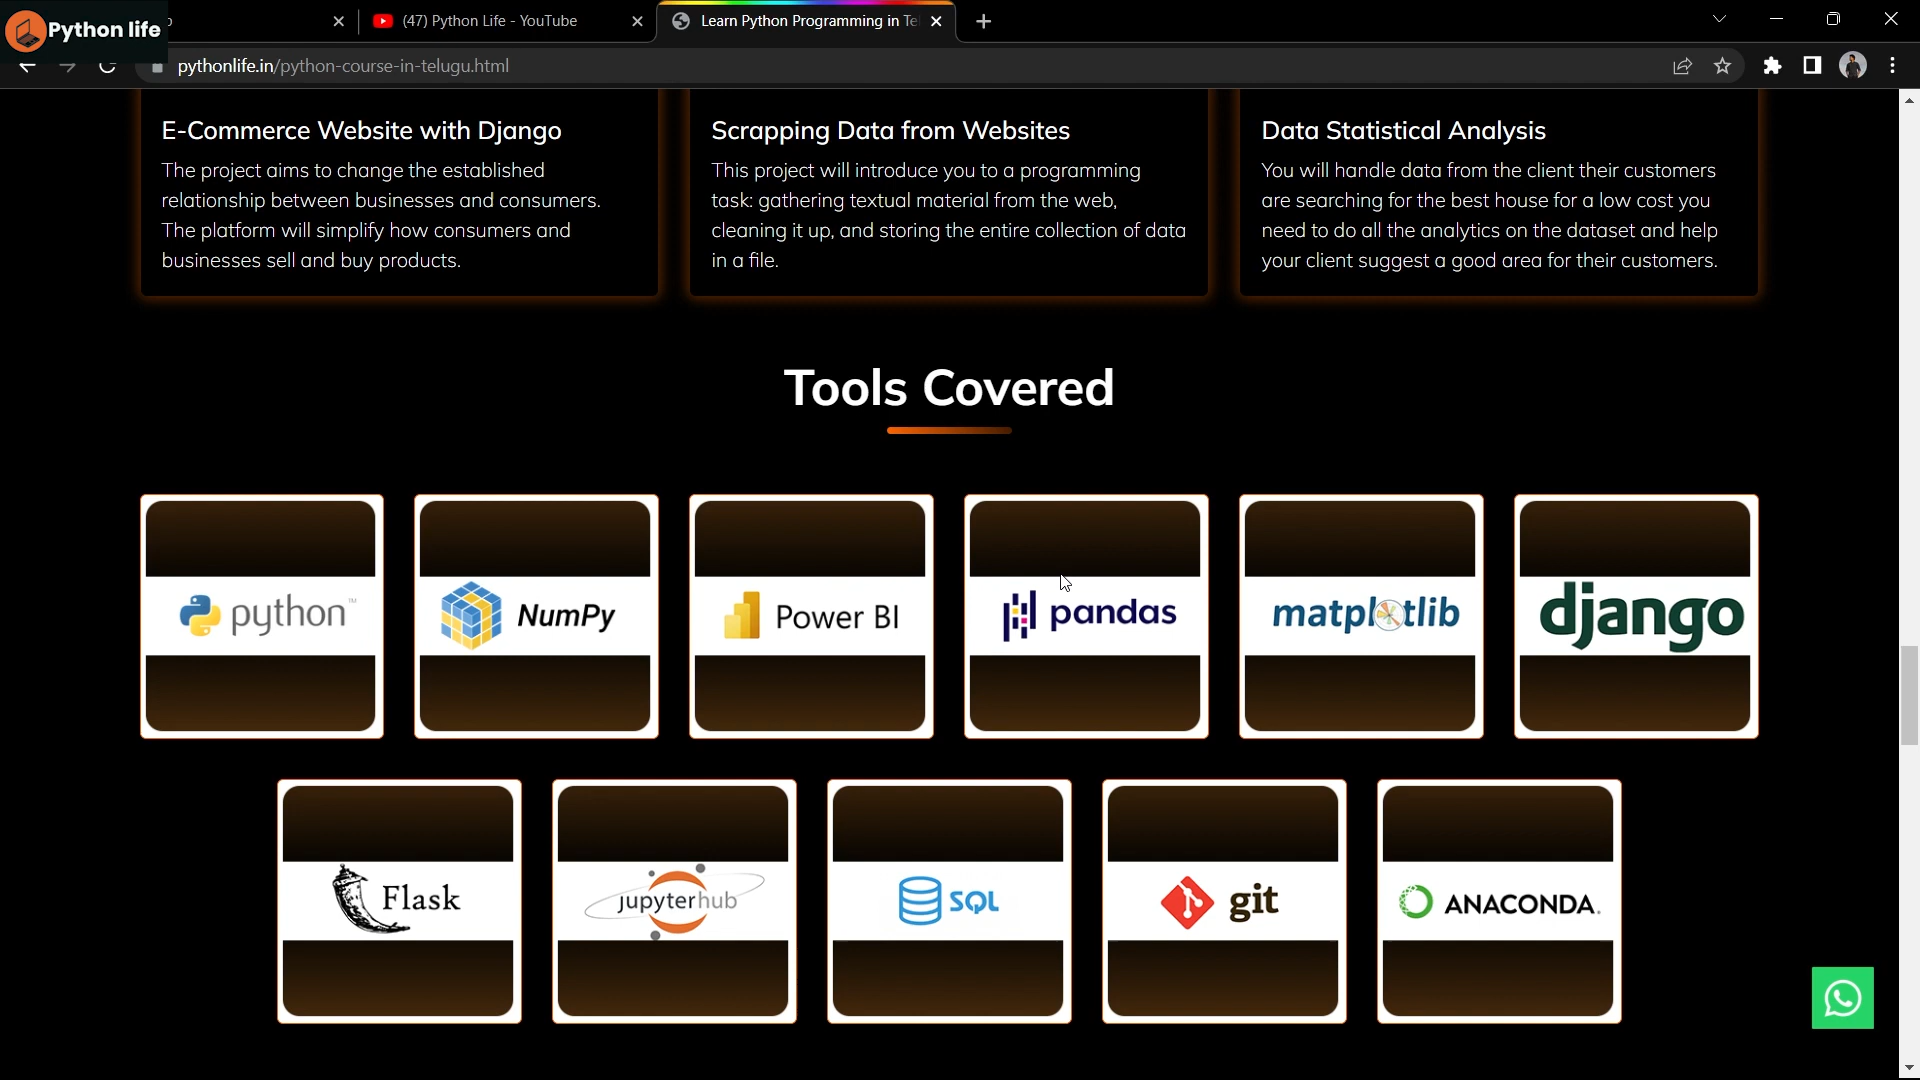 Python life
(47) Python Life - YouTube
Learn Python Programming in Te
pythonlife.in/python-course-in-telugu.html
E-Commerce Website with Django
The project aims to change the established
relationship between businesses and consumers.
The platform will simplify how consumers and
businesses sell and buy products.
Scrapping Data from Websites
This project will introduce you to a programming
task: gathering textual material from the web,
cleaning it up, and storing the entire collection of data
in a file.
Data Statistical Analysis
You will handle data from the client their customers
are searching for the best house for a low cost you
need to do all the analytics on the dataset and help
your client suggest a good area for their customers.
Tools Covered
python™
NumPy
Power BI
pandas
matplotlib
django
Flask
jupyterhub
SQL
git
ANACONDA.